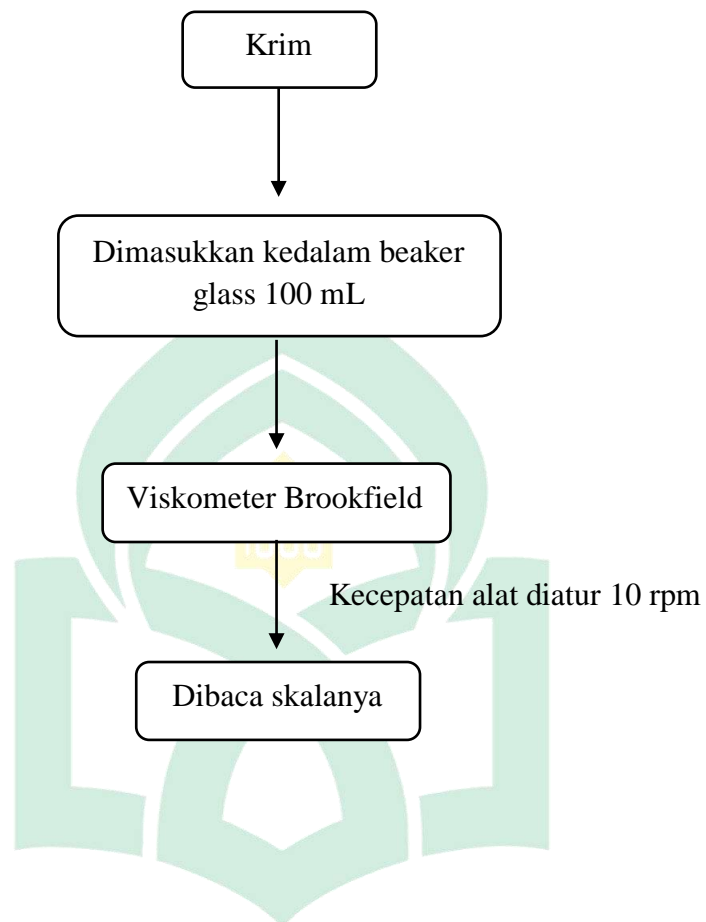 Krim
Dimasukkan kedalam beaker
glass 100 mL
Viskometer Brookfield
Kecepatan alat diatur 10 rpm
Dibaca skalanya